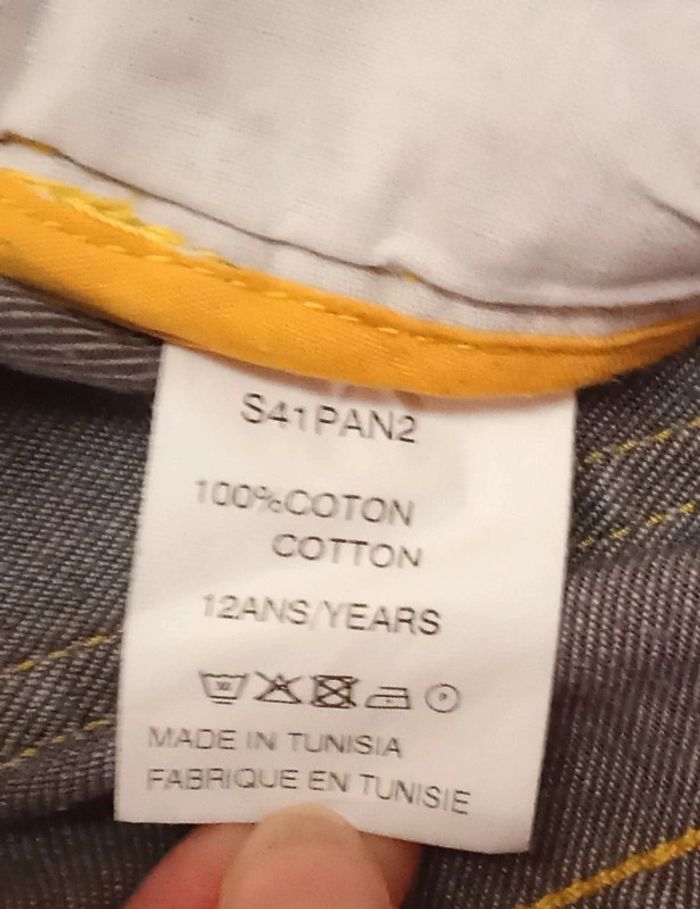 S41PAN2
100%COTON
COTTON
12ANS/YEARS
MADE IN TUNISIA
FABRIQUE EN TUNISIE